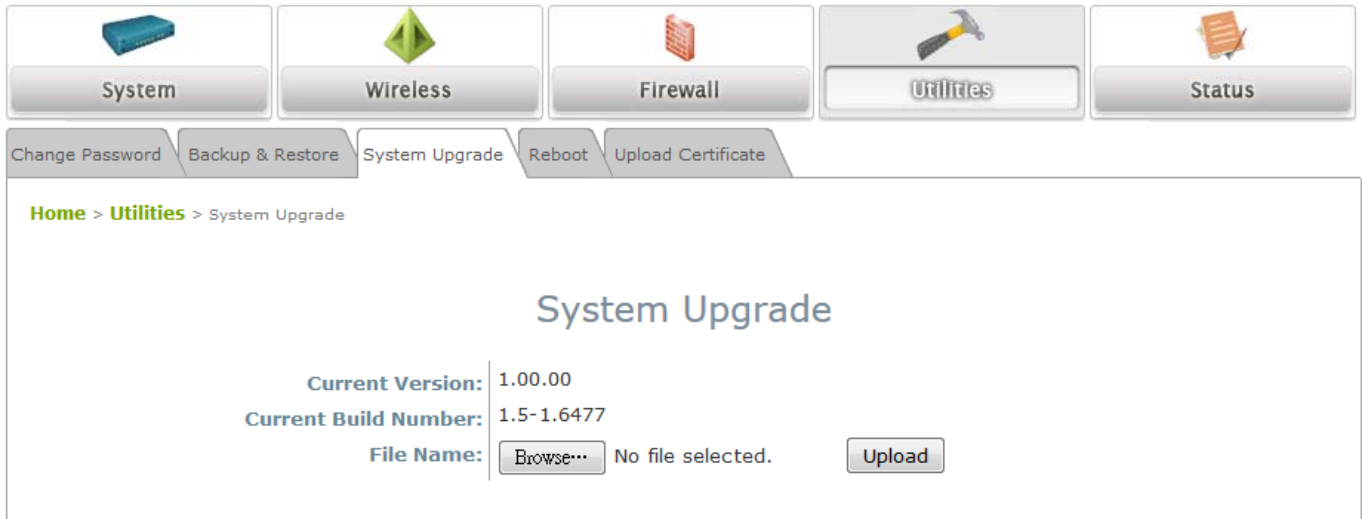 System Wireless Firewall Utilities Status
Change Password Backup & Restore System Upgrade Reboot Upload Certificate
Home > Utilities > System Upgrade
System Upgrade
Current Version: 1.00.00
Current Build Number: 1.5-1.6477
File Name: Browse··· No file selected. Upload